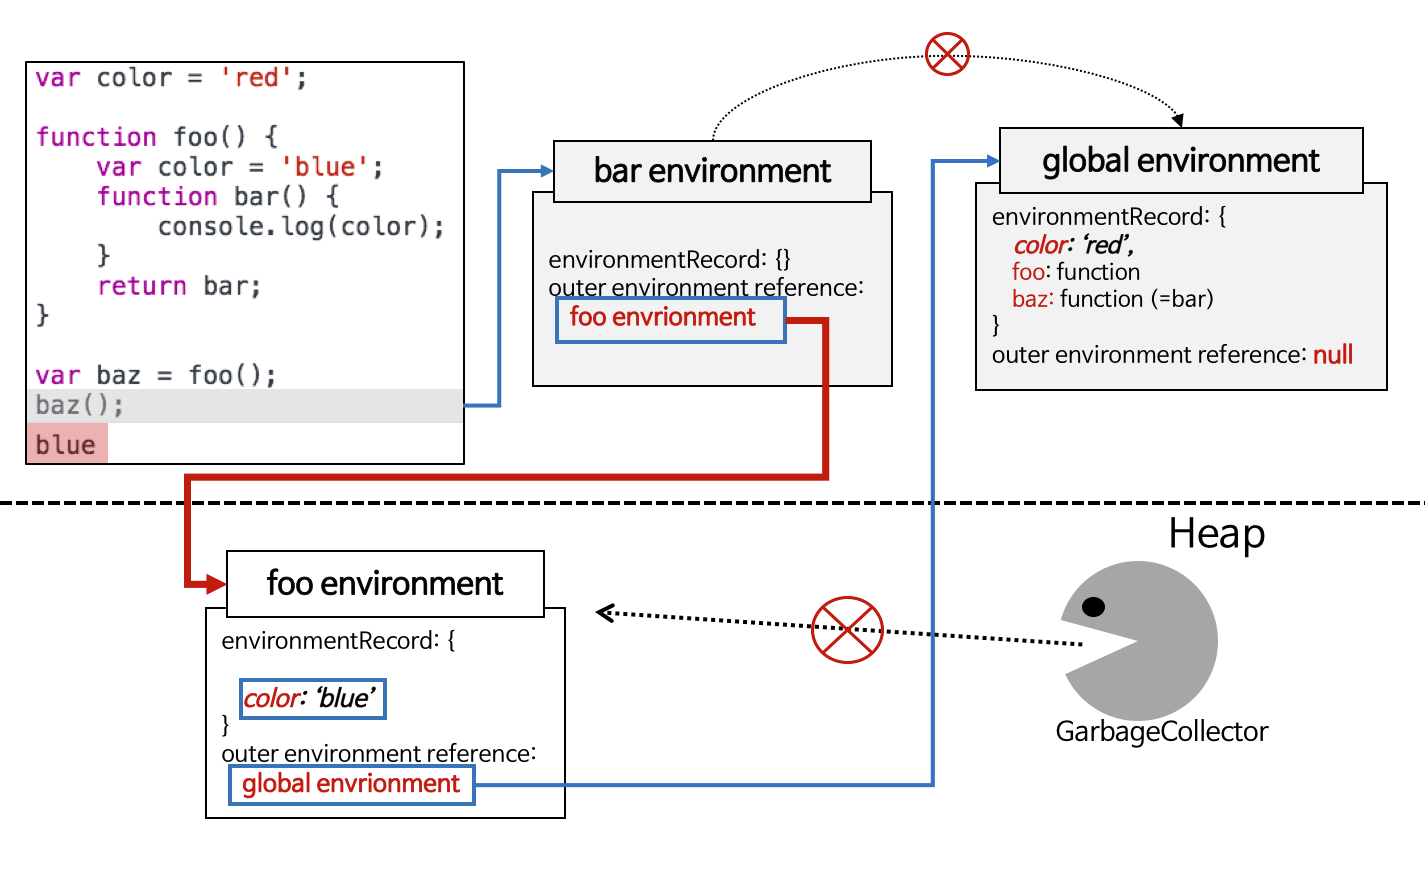 var color = 'red';
function foo() {
    var color = 'blue';
    function bar() {
        console.log(color);
    }
    return bar;
}
var baz = foo();
baz();
blue
bar environment
environmentRecord: {}
outer environment reference:
foo envrionment
global environment
environmentRecord: {
color: ‘red’,
foo: function
baz: function (=bar)
}
outer environment reference: null
foo environment
environmentRecord: {
color: ‘blue’
}
outer environment reference:
global envrionment
Heap
GarbageCollector